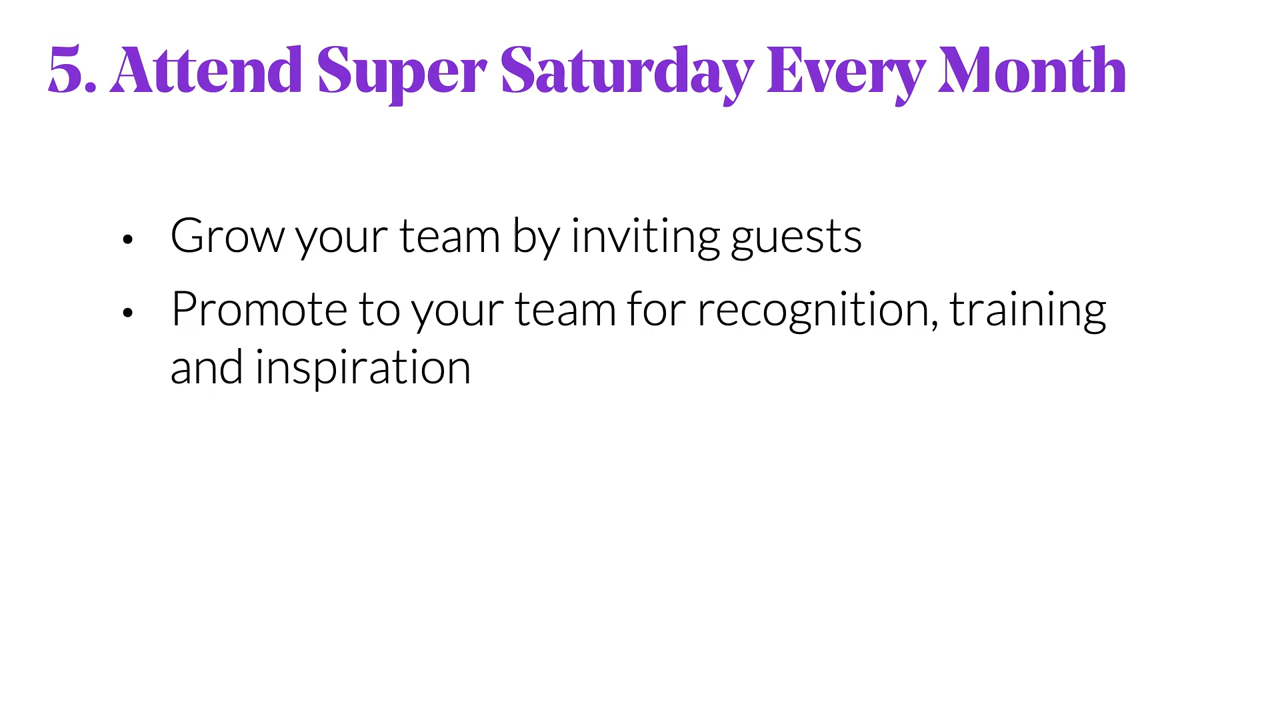 5. Attend Super Saturday Every Month
• Grow your team by inviting guests
• Promote to your team for recognition, training
and inspiration